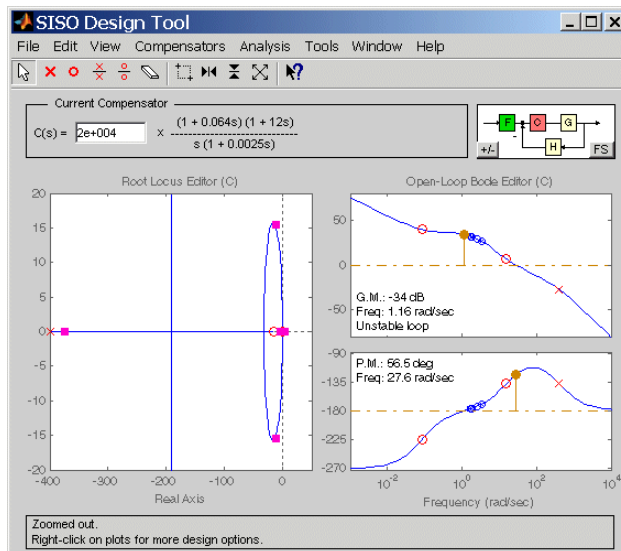 SISO Design Tool
File Edit View Compensators Analysis Tools Window Help
Current Compensator
C(s) = 2e+004 x (1 + 0.064s) (1 + 12s)
s (1 + 0.0025s)
F C G
H
+/- FS
Root Locus Editor (C)
20
15
10
5
0
-5
-10
-15
-20
-400 -300 -200 -100 0
Real Axis
Open-Loop Bode Editor (C)
50
0
-50
G.M.: -34 dB
Freq: 1.16 rad/sec
Unstable loop
-90
-135
-180
-225
-270
P.M.: 56.5 deg
Freq: 27.6 rad/sec
10^-2 10^0 10^2 10^4
Frequency (rad/sec)
Zoomed out.
Right-click on plots for more design options.